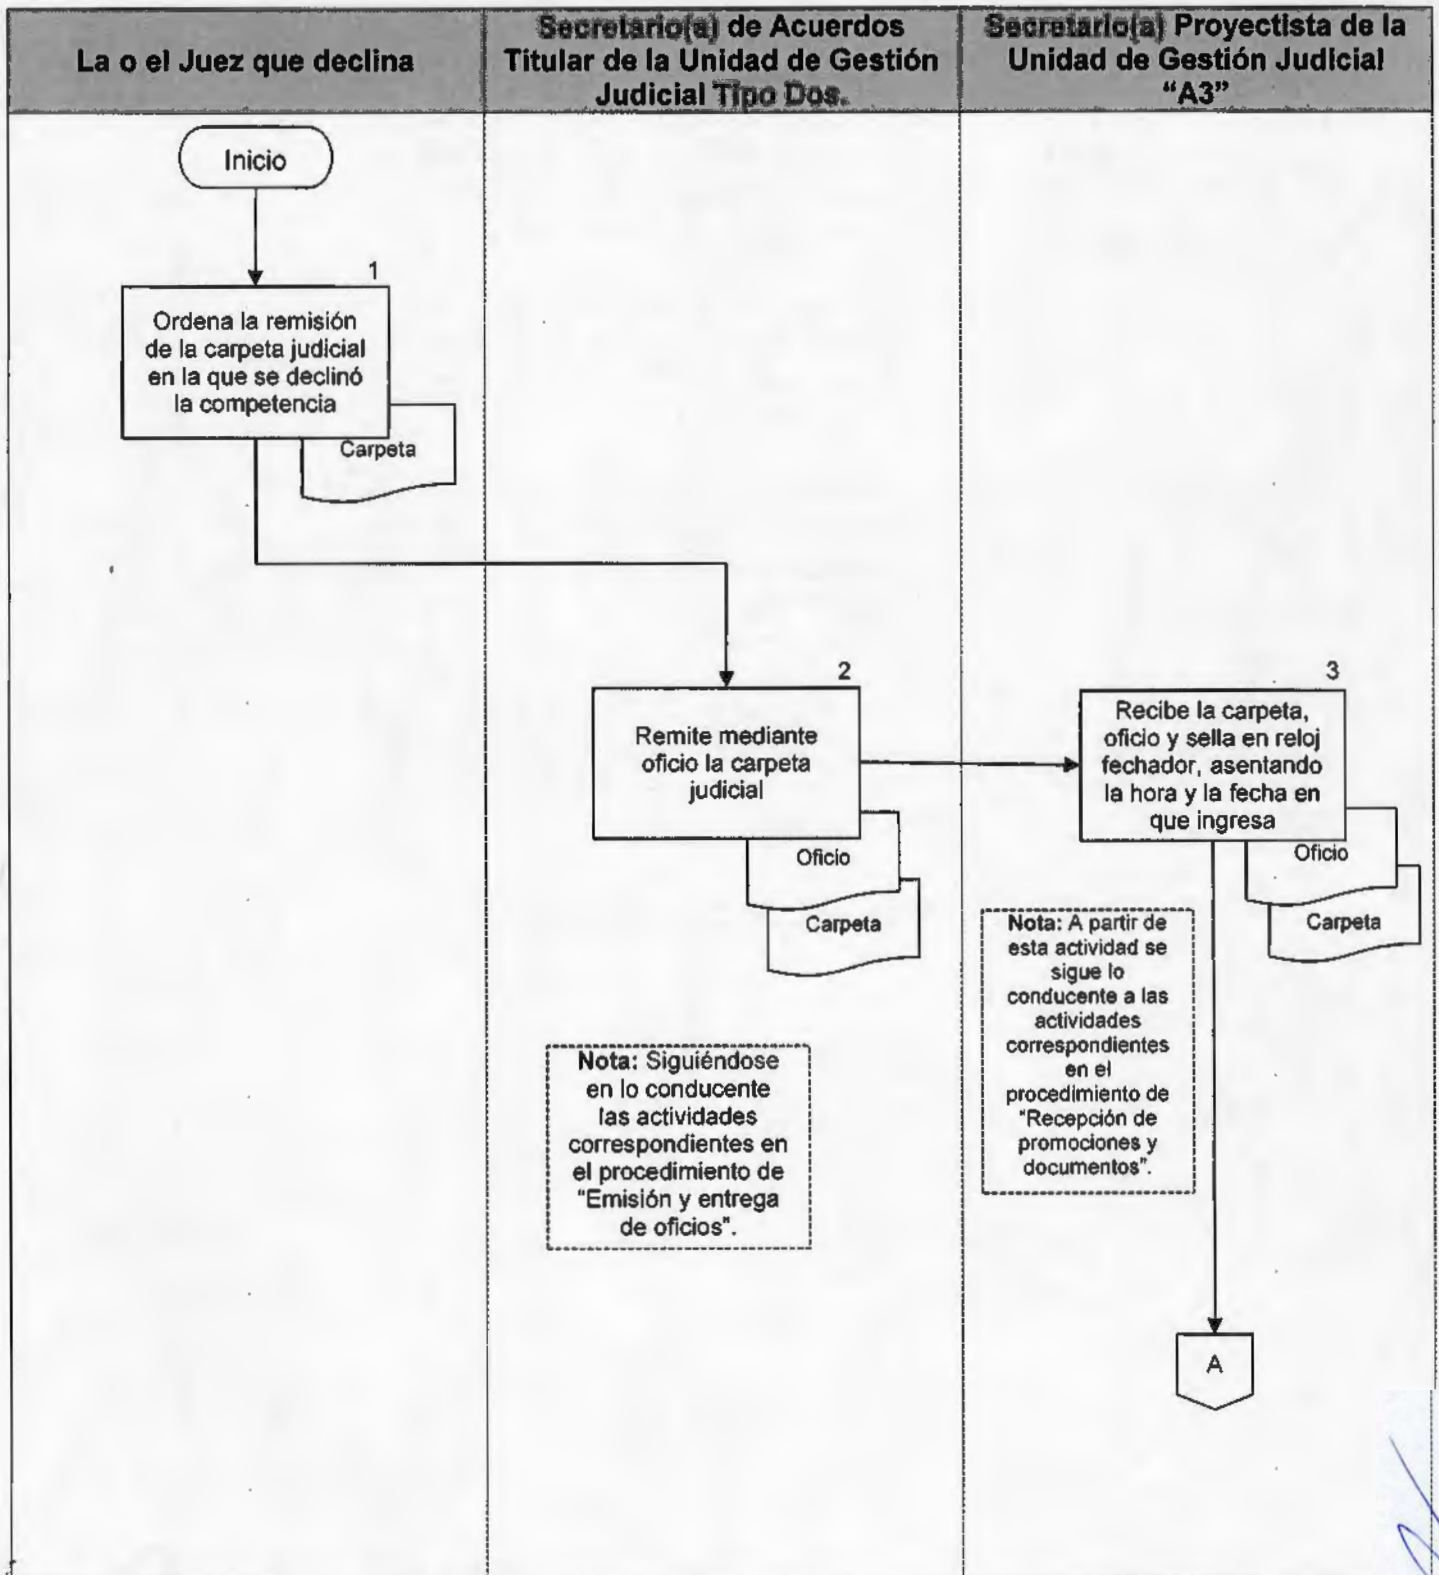 La o el Juez que declina
Secretario(a) de Acuerdos
Titular de la Unidad de Gestión
Judicial Tipo Dos.
Secretario(a) Proyectista de la
Unidad de Gestión Judicial
“A3”
Inicio
1
Ordena la remisión
de la carpeta judicial
en la que se declinó
la competencia
Carpeta
2
Remite mediante
oficio la carpeta
judicial
Oficio
Carpeta
Nota: Siguiéndose
en lo conducente
las actividades
correspondientes en
el procedimiento de
"Emisión y entrega
de oficios".
3
Recibe la carpeta,
oficio y sella en reloj
fechador, asentando
la hora y la fecha en
que ingresa
Oficio
Carpeta
Nota: A partir de
esta actividad se
sigue lo
conducente a las
actividades
correspondientes
en el
procedimiento de
"Recepción de
promociones y
documentos".
A